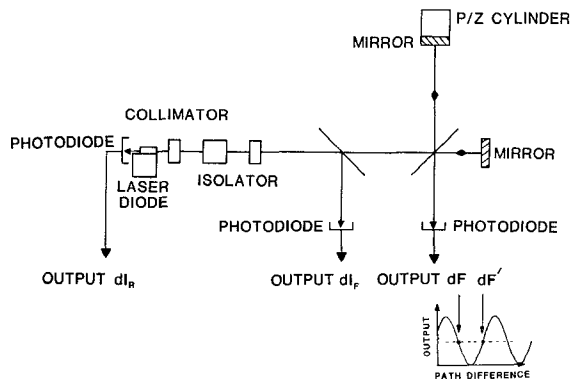 P/Z CYLINDER
MIRROR
COLLIMATOR
PHOTODIODE
LASER
DIODE
ISOLATOR
MIRROR
PHOTODIODE
PHOTODIODE
OUTPUT dI_R
OUTPUT dI_F
OUTPUT dF dF′
OUTPUT
PATH DIFFERENCE